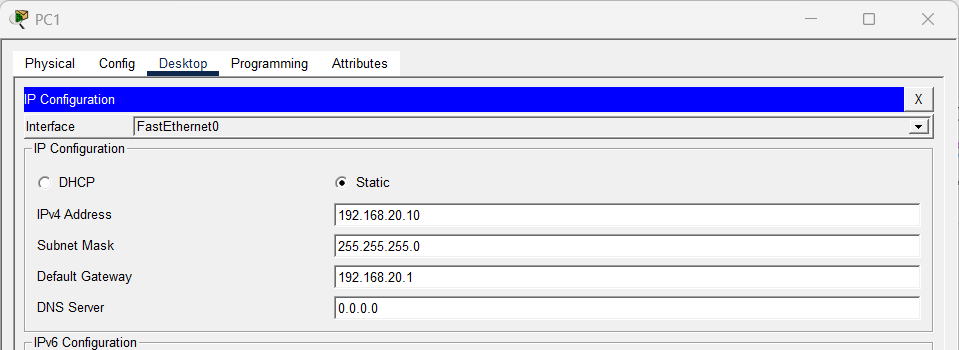 PC1
Physical Config Desktop Programming Attributes
IP Configuration X
Interface FastEthernet0
IP Configuration
DHCP Static
IPv4 Address 192.168.20.10
Subnet Mask 255.255.255.0
Default Gateway 192.168.20.1
DNS Server 0.0.0.0
IPv6 Configuration